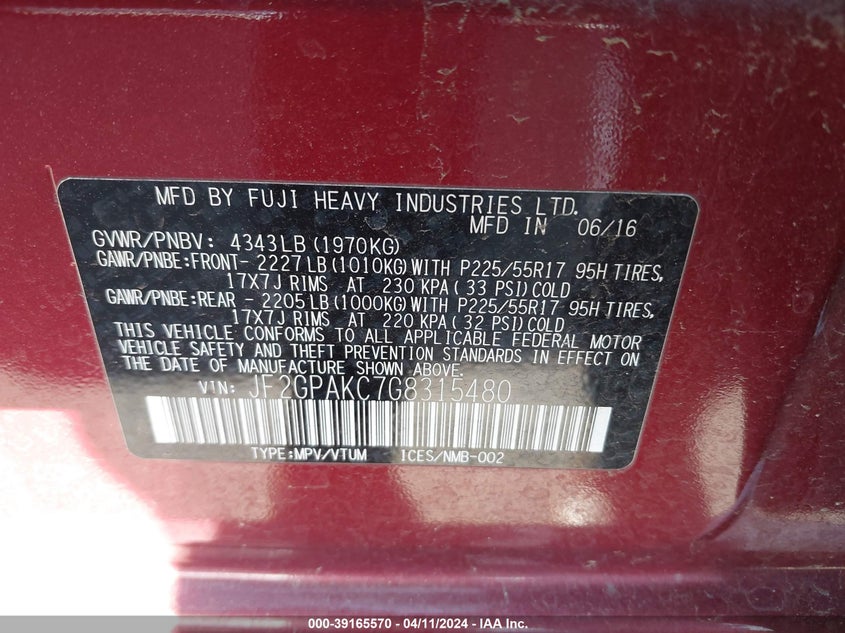 MFD BY FUJI HEAVY INDUSTRIES LTD.
MFD IN 06/16
GVWR/PNBV: 4343LB (1970KG)
GAWR/PNBE:FRONT- 2227LB (1010KG) WITH P225/55R17 95H TIRES,
17X7J RIMS AT 230 KPA (33 PSI) COLD
GAWR/PNBE:REAR - 2205LB (1000KG) WITH P225/55R17 95H TIRES,
17X7J RIMS AT 220 KPA (32 PSI) COLD
THIS VEHICLE CONFORMS TO ALL APPLICABLE FEDERAL MOTOR
VEHICLE SAFETY AND THEFT PREVENTION STANDARDS IN EFFECT ON
THE DATE OF MANUFACTURE SHOWN ABOVE.
VIN: JF2GPAKC7G8315480
TYPE:MPV/VTUM ICES/NMB-002
000-39165570 - 04/11/2024 - IAA Inc.